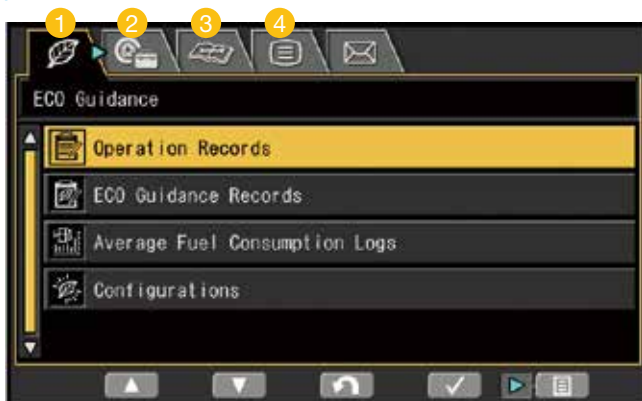 1 2 3 4
ECO Guidance
Operation Records
ECO Guidance Records
Average Fuel Consumption Logs
Configurations